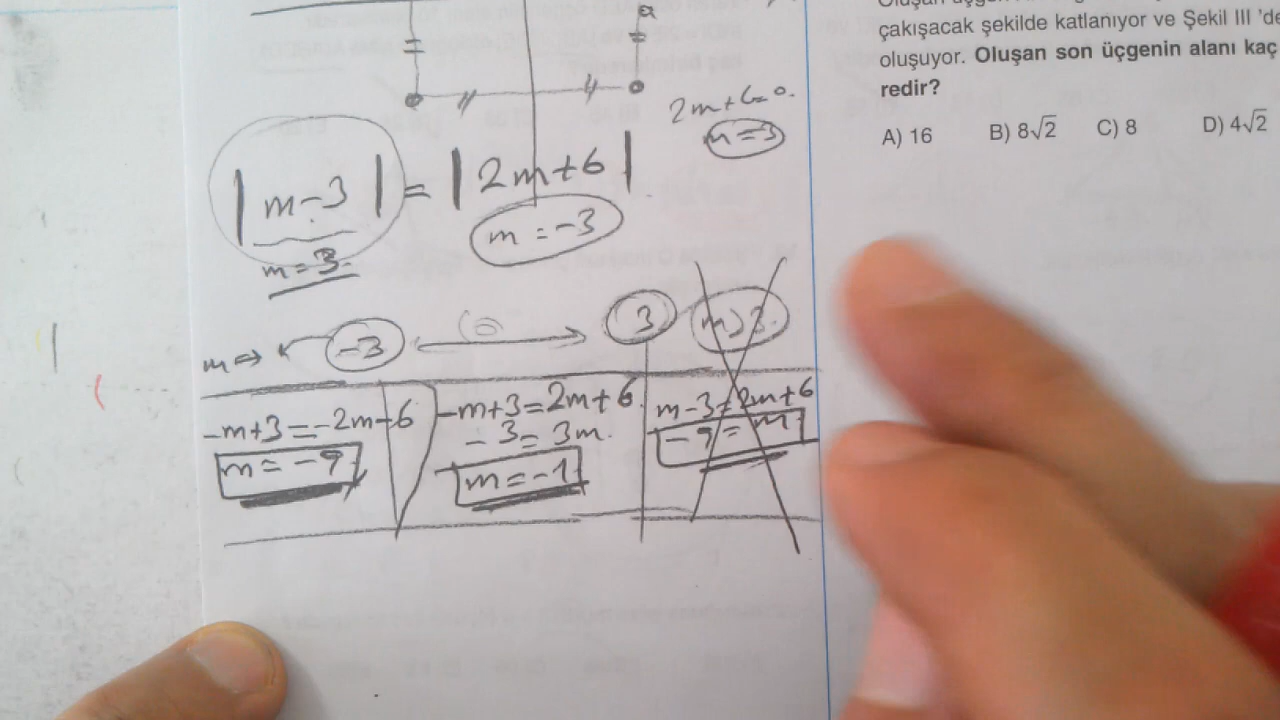 a
2m+6=0.
m=3
|m-3| = |2m+6|
m=3.
m = -3
m
-3
0
3
m>3.
-m+3=-2m-6
m = -9
-m+3=2m+6
-3=3m.
m=-1
m-3=2m+6
-9=m
çakışacak şekilde katlanıyor ve Şekil III 'de
oluşuyor. Oluşan son üçgenin alanı kaç
redir?
A) 16 B) 8√2 C) 8 D) 4√2